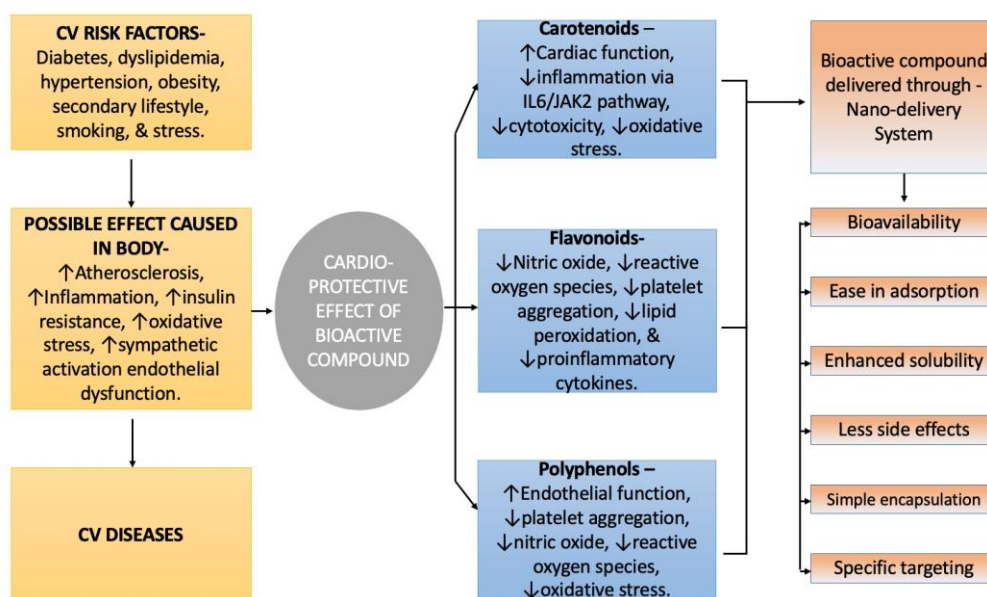 CV RISK FACTORS-
Diabetes, dyslipidemia,
hypertension, obesity,
secondary lifestyle,
smoking, & stress.
POSSIBLE EFFECT CAUSED
IN BODY-
↑Atherosclerosis,
↑Inflammation, ↑insulin
resistance, ↑oxidative
stress, ↑sympathetic
activation endothelial
dysfunction.
CV DISEASES
CARDIO-
PROTECTIVE
EFFECT OF
BIOACTIVE
COMPOUND
Carotenoids –
↑Cardiac function,
↓inflammation via
IL6/JAK2 pathway,
↓cytotoxicity, ↓oxidative
stress.
Flavonoids-
↓Nitric oxide, ↓reactive
oxygen species, ↓platelet
aggregation, ↓lipid
peroxidation, &
↓proinflammatory
cytokines.
Polyphenols –
↑Endothelial function,
↓platelet aggregation,
↓nitric oxide, ↓reactive
oxygen species,
↓oxidative stress.
Bioactive compound
delivered through -
Nano-delivery
System
Bioavailability
Ease in adsorption
Enhanced solubility
Less side effects
Simple encapsulation
Specific targeting